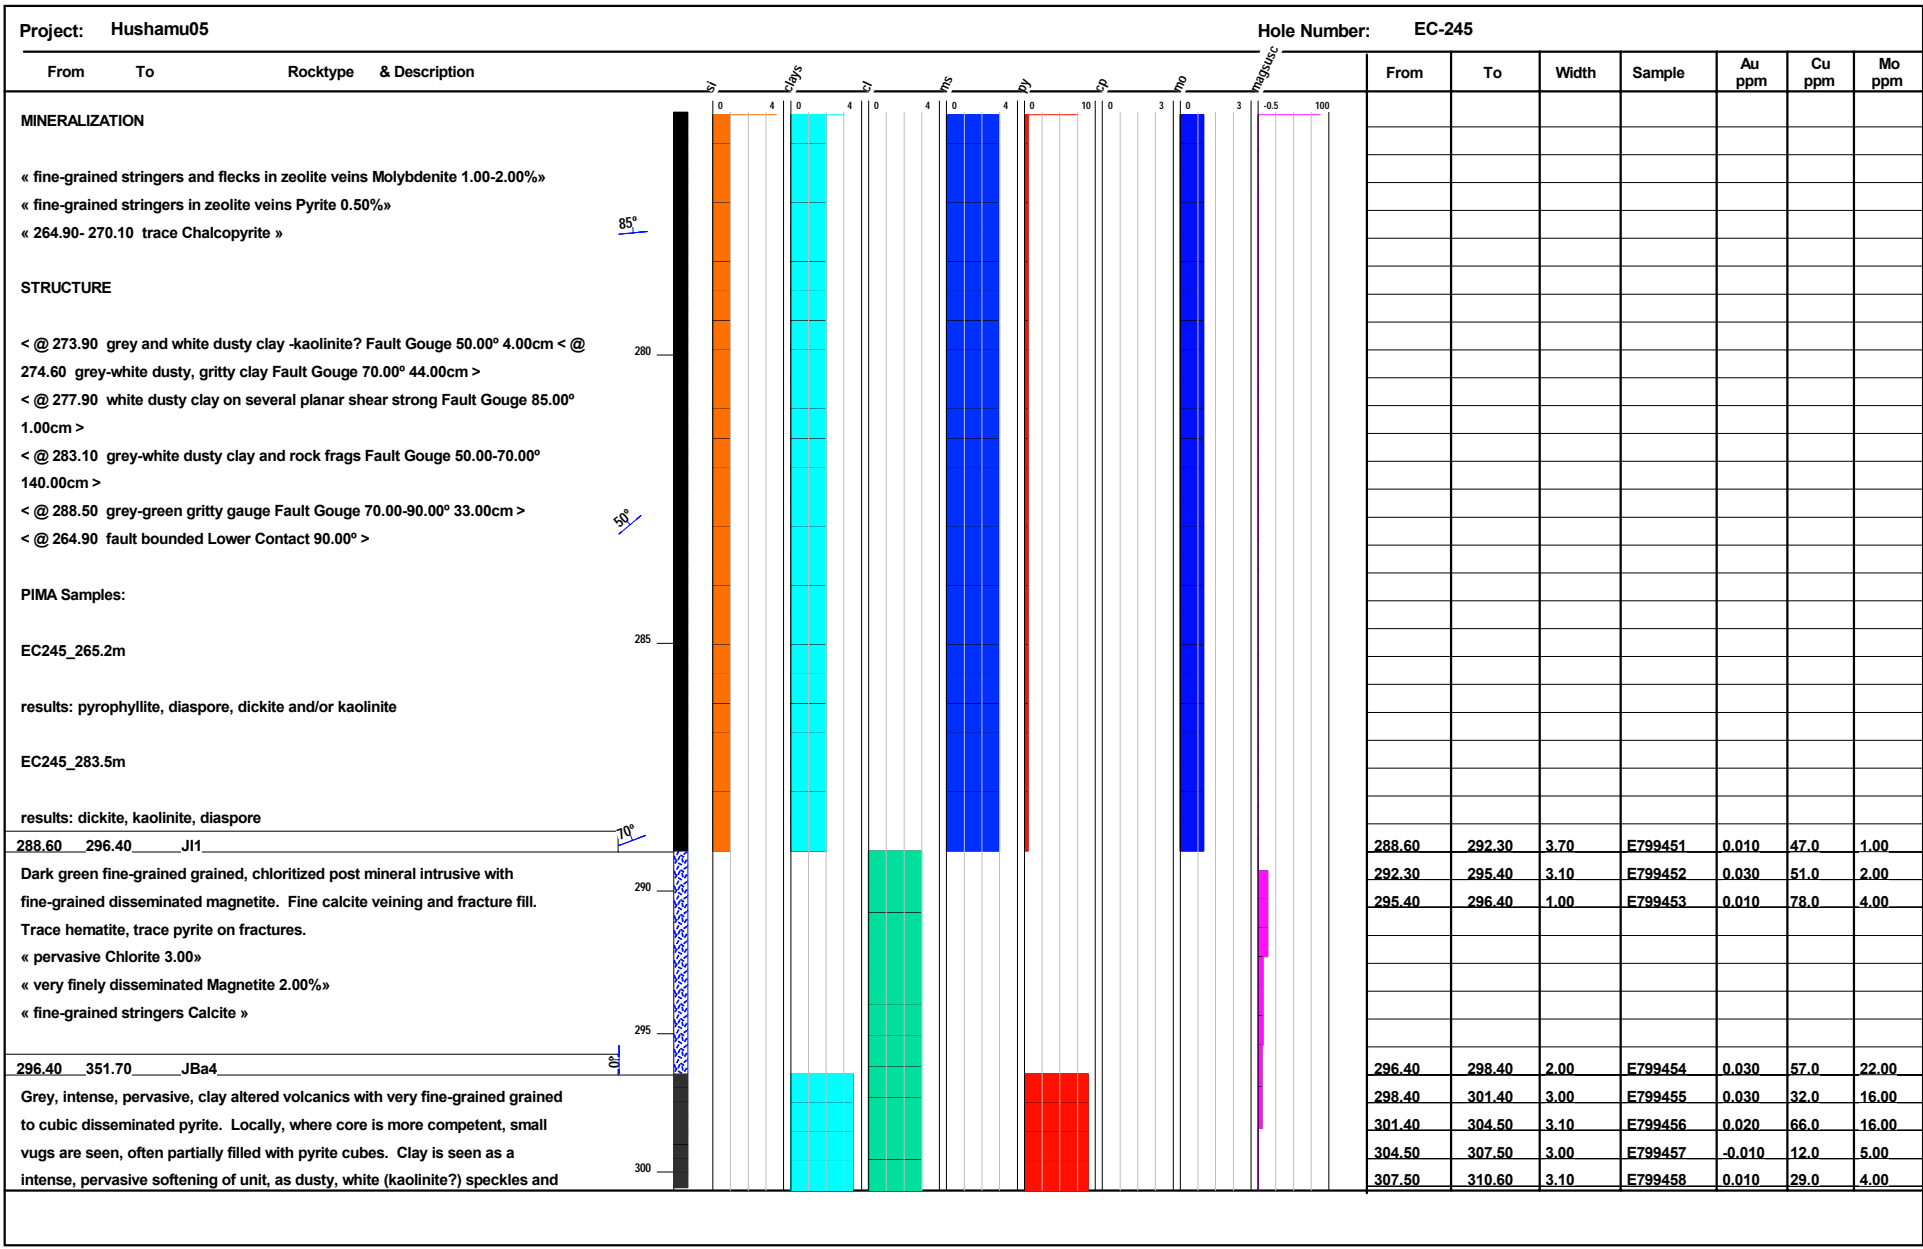 Project: Hushamu05 Hole Number: EC-245
From To Rocktype & Description si clays cl ms py cp mo magsusc From To Width Sample Au ppm Cu ppm Mo ppm
0 4 0 4 0 4 0 4 0 10 0 3 0 3 -0.5 100
MINERALIZATION
« fine-grained stringers and flecks in zeolite veins Molybdenite 1.00-2.00%»
« fine-grained stringers in zeolite veins Pyrite 0.50%»
« 264.90- 270.10 trace Chalcopyrite »
85º
STRUCTURE
< @ 273.90 grey and white dusty clay -kaolinite? Fault Gouge 50.00º 4.00cm < @
280
274.60 grey-white dusty, gritty clay Fault Gouge 70.00º 44.00cm >
< @ 277.90 white dusty clay on several planar shear strong Fault Gouge 85.00º
1.00cm >
< @ 283.10 grey-white dusty clay and rock frags Fault Gouge 50.00-70.00º
140.00cm >
< @ 288.50 grey-green gritty gauge Fault Gouge 70.00-90.00º 33.00cm >
50º
< @ 264.90 fault bounded Lower Contact 90.00º >
PIMA Samples:
285
EC245_265.2m
results: pyrophyllite, diaspore, dickite and/or kaolinite
EC245_283.5m
results: dickite, kaolinite, diaspore
70º
288.60 296.40 JI1 288.60 292.30 3.70 E799451 0.010 47.0 1.00
Dark green fine-grained grained, chloritized post mineral intrusive with 292.30 295.40 3.10 E799452 0.030 51.0 2.00
290
fine-grained disseminated magnetite. Fine calcite veining and fracture fill. 295.40 296.40 1.00 E799453 0.010 78.0 4.00
Trace hematite, trace pyrite on fractures.
« pervasive Chlorite 3.00»
« very finely disseminated Magnetite 2.00%»
« fine-grained stringers Calcite »
295
0º
296.40 351.70 JBa4 296.40 298.40 2.00 E799454 0.030 57.0 22.00
Grey, intense, pervasive, clay altered volcanics with very fine-grained grained 298.40 301.40 3.00 E799455 0.030 32.0 16.00
to cubic disseminated pyrite. Locally, where core is more competent, small 301.40 304.50 3.10 E799456 0.020 66.0 16.00
vugs are seen, often partially filled with pyrite cubes. Clay is seen as a 304.50 307.50 3.00 E799457 -0.010 12.0 5.00
300
intense, pervasive softening of unit, as dusty, white (kaolinite?) speckles and 307.50 310.60 3.10 E799458 0.010 29.0 4.00